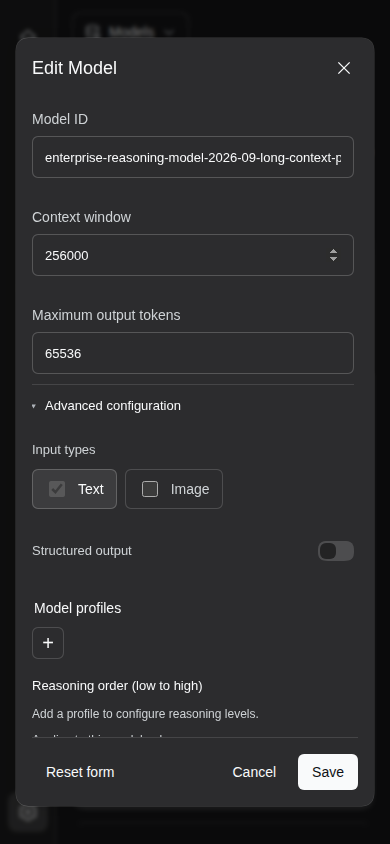 Models
Edit Model
Model ID
enterprise-reasoning-model-2026-09-long-context-p
Context window
256000
Maximum output tokens
65536
Advanced configuration
Input types
Text
Image
Structured output
Model profiles
+
Reasoning order (low to high)
Add a profile to configure reasoning levels.
Reset form
Cancel
Save